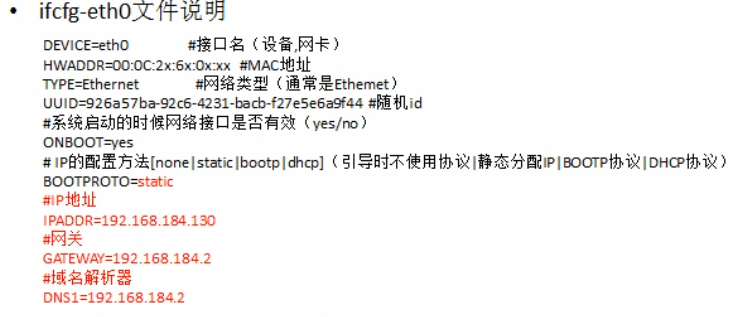 • ifcfg-eth0文件说明
DEVICE=eth0 #接口名（设备,网卡）
HWADDR=00:0C:2x:6x:0x:xx #MAC地址
TYPE=Ethernet #网络类型（通常是Ethemet）
UUID=926a57ba-92c6-4231-bacb-f27e5e6a9f44 #随机id
#系统启动的时候网络接口是否有效（yes/no）
ONBOOT=yes
# IP的配置方法[none|static|bootp|dhcp]（引导时不使用协议|静态分配IP|BOOTP协议|DHCP协议）
BOOTPROTO=static
#IP地址
IPADDR=192.168.184.130
#网关
GATEWAY=192.168.184.2
#域名解析器
DNS1=192.168.184.2